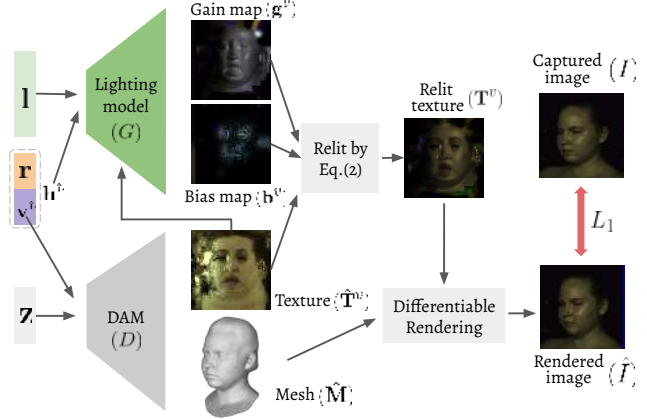 Gain map (g^v)
l
Lighting
model
(G)
r
v^
h^
Bias map (b^v)
Relit by
Eq.(2)
Relit
texture (T^v)
Captured
image (I)
L_1
z
DAM
(D)
Texture (T̂^v)
Mesh (M̂)
Differentiable
Rendering
Rendered
image (Î)